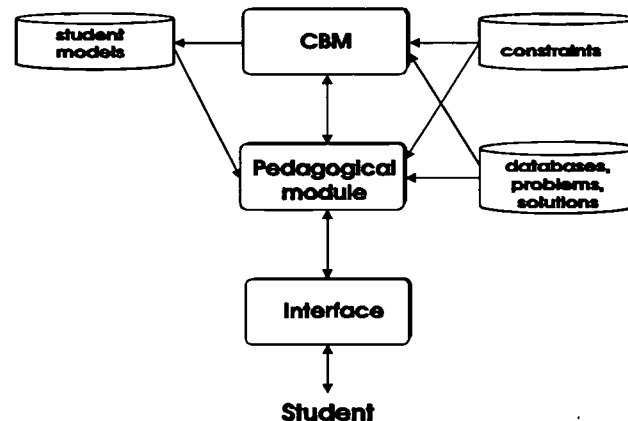 student
models
CBM
constraints
Pedagogical
module
databases,
problems,
solutions
Interface
Student